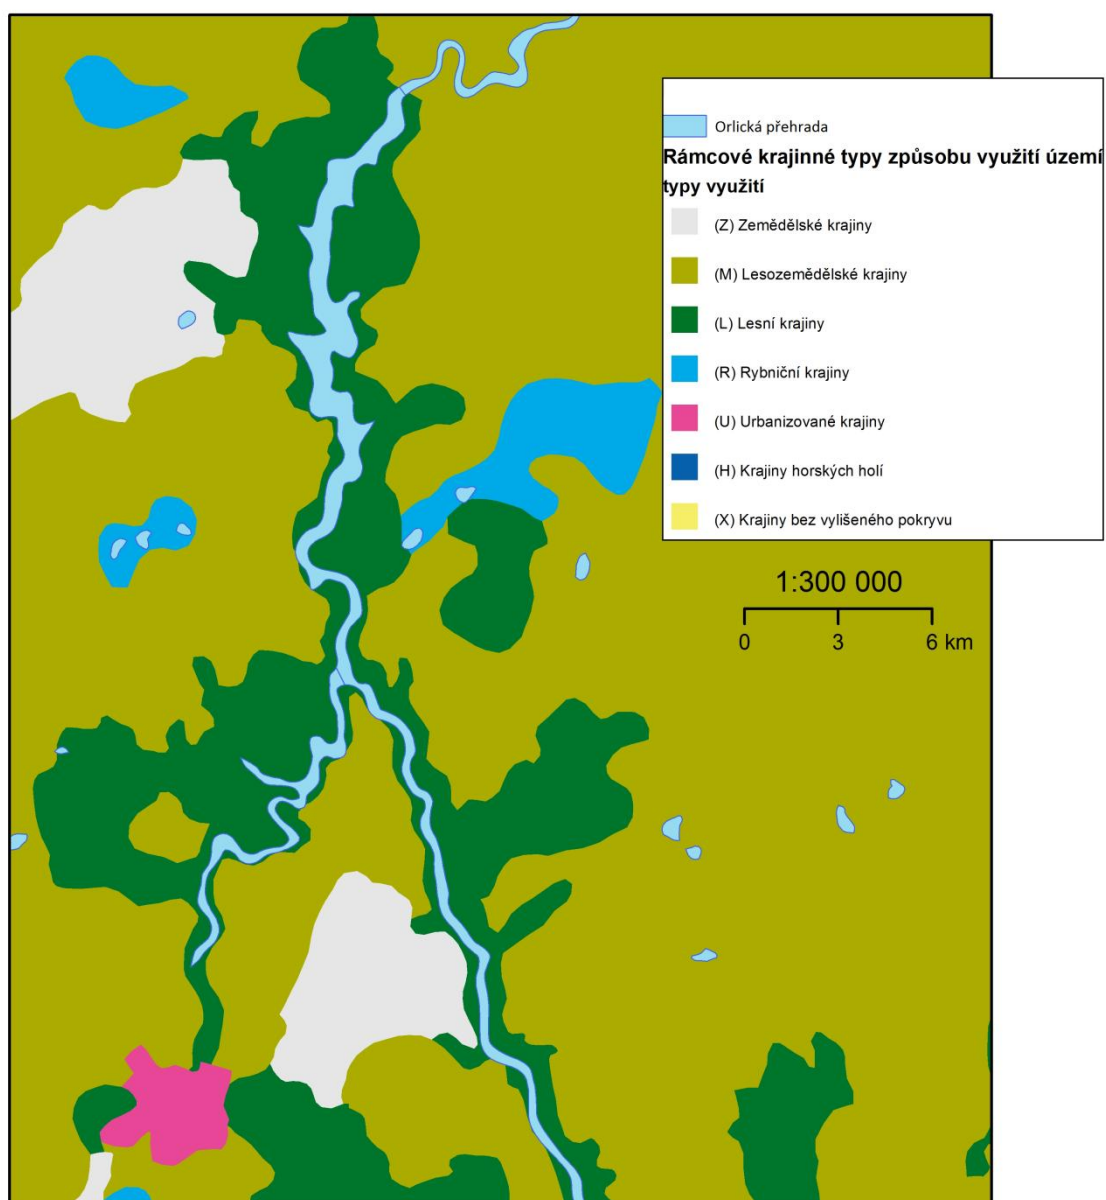 Orlická přehrada
Rámcové krajinné typy způsobu využití území
typy využití
(Z) Zemědělské krajiny
(M) Lesozemědělské krajiny
(L) Lesní krajiny
(R) Rybniční krajiny
(U) Urbanizované krajiny
(H) Krajiny horských holí
(X) Krajiny bez vylišeného pokryvu
1:300 000
0 3 6 km